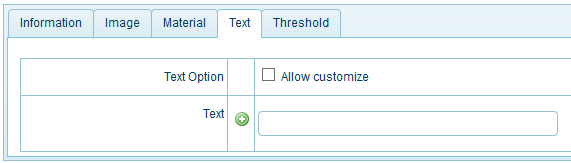 Information Image Material Text Threshold
Text Option Allow customize
Text